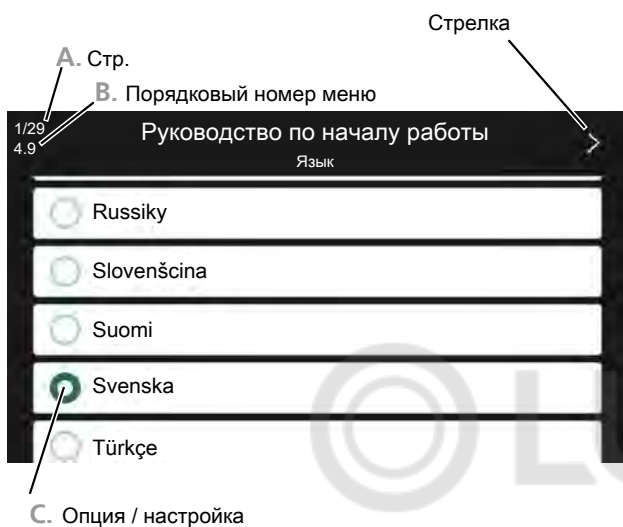 Стрелка
A. Стр.
B. Порядковый номер меню
1/29
Руководство по началу работы
4.9
Язык
Russiky
Slovenšcina
Suomi
Svenska
Türkçe
C. Опция / настройка